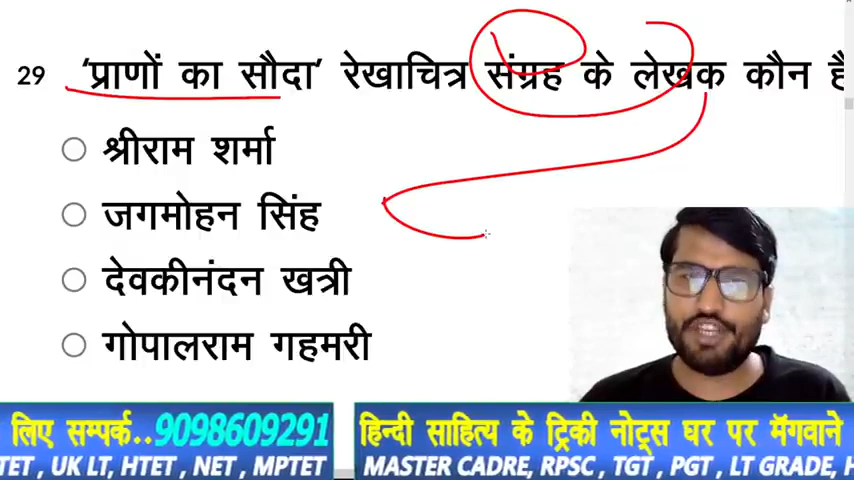 29 'प्राणों का सौदा' रेखाचित्र संग्रह के लेखक कौन है
श्रीराम शर्मा
जगमोहन सिंह
देवकीनंदन खत्री
गोपालराम गहमरी
लिए सम्पर्क..9098609291
हिन्दी साहित्य के ट्रिकी नोट्स घर पर मॅगवाने
TET , UK LT, HTET , NET , MPTET
MASTER CADRE, RPSC , TGT , PGT , LT GRADE, H